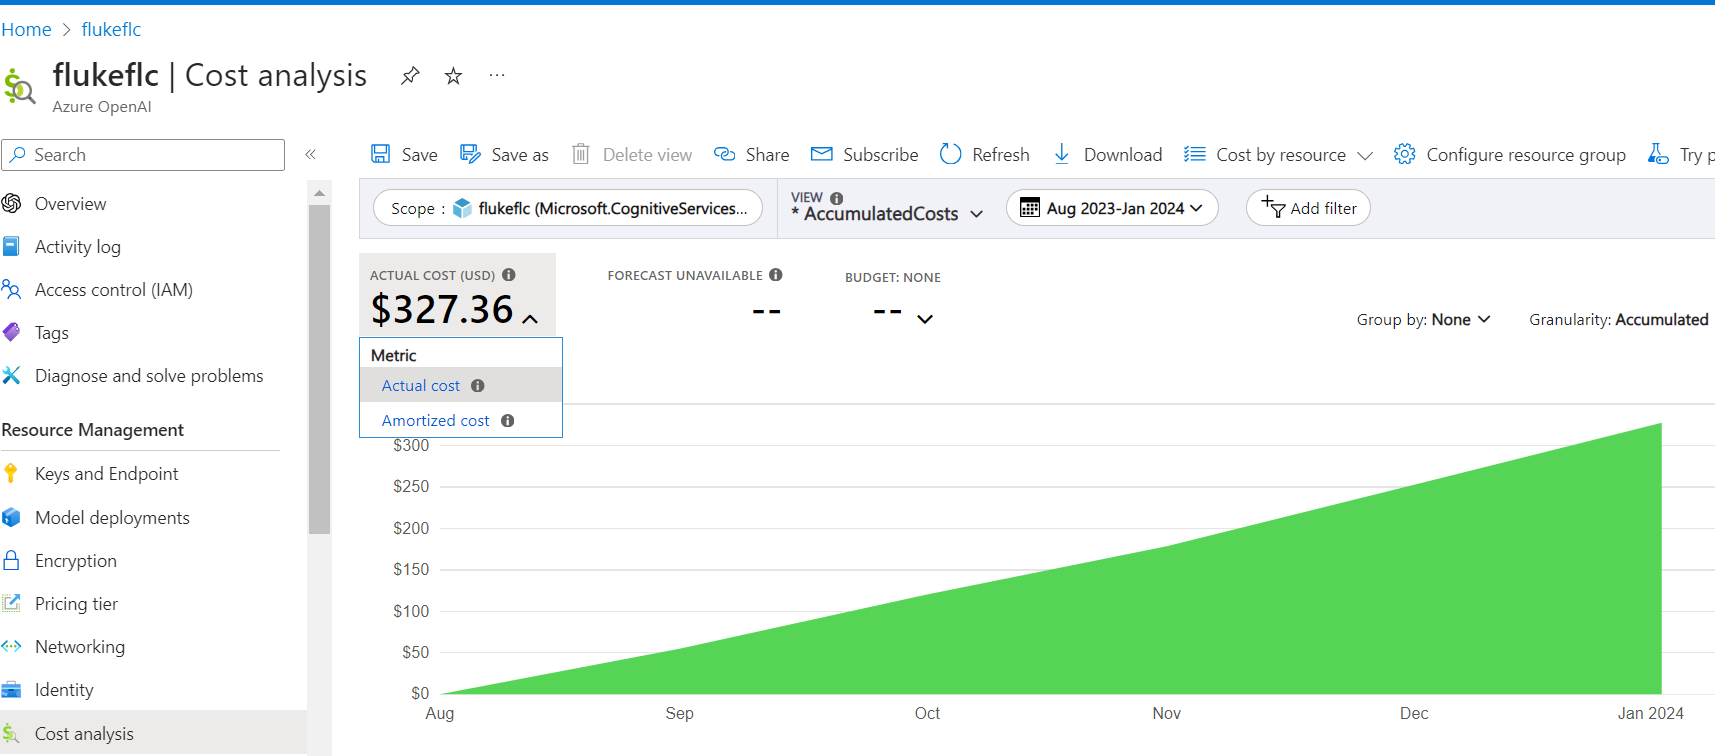 Home > flukeflc
flukeflc | Cost analysis
Azure OpenAI
Search
Overview
Activity log
Access control (IAM)
Tags
Diagnose and solve problems
Resource Management
Keys and Endpoint
Model deployments
Encryption
Pricing tier
Networking
Identity
Cost analysis
Save Save as Delete view Share Subscribe Refresh Download Cost by resource Configure resource group Try p
Scope : flukeflc (Microsoft.CognitiveServices...
VIEW
* AccumulatedCosts
Aug 2023-Jan 2024
Add filter
ACTUAL COST (USD)
$327.36
FORECAST UNAVAILABLE
--
BUDGET: NONE
--
Group by: None
Granularity: Accumulated
Metric
Actual cost
Amortized cost
$300
$250
$200
$150
$100
$50
$0
Aug Sep Oct Nov Dec Jan 2024